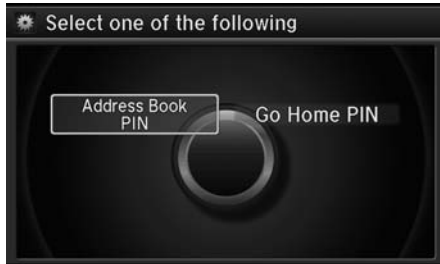 Select one of the following
Address Book
PIN
Go Home PIN